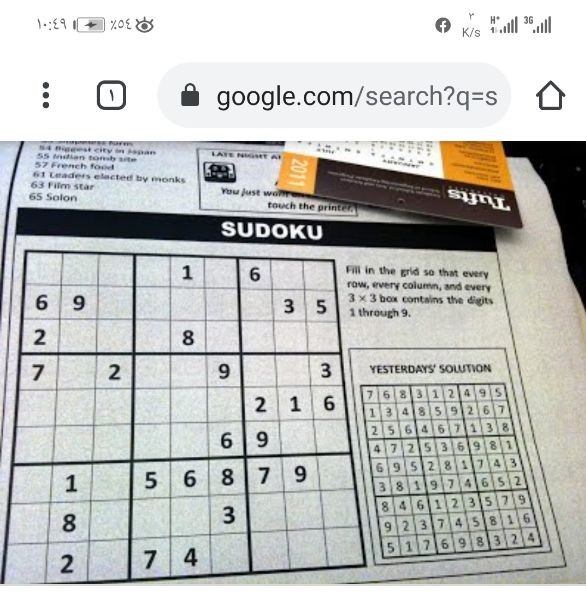 ١٠:٤٩
٪٥٤
٢
K/s
H+
3G
١
google.com/search?q=s
54 Biggest city in Japan
55 Indian tomb site
57 French food
61 Leaders elected by monks
63 Film star
65 Solon
LATE NIGHT AT
You just want
touch the printer.
2011
JANUARY
JULY
Tufts
SUDOKU
1 6
6 9 3 5
2 8
7 2 9 3
2 1 6
6 9
1 5 6 8 7 9
8 3
2 7 4
Fill in the grid so that every
row, every column, and every
3 × 3 box contains the digits
1 through 9.
YESTERDAYS' SOLUTION
7 6 8 3 1 2 4 9 5
1 3 4 8 5 9 2 6 7
2 5 6 4 6 7 1 3 8
4 7 2 5 3 6 9 8 1
6 9 5 2 8 1 7 4 3
3 8 1 9 7 4 6 5 2
8 4 6 1 2 3 5 7 9
9 2 3 7 4 5 8 1 6
5 1 7 6 9 8 3 2 4